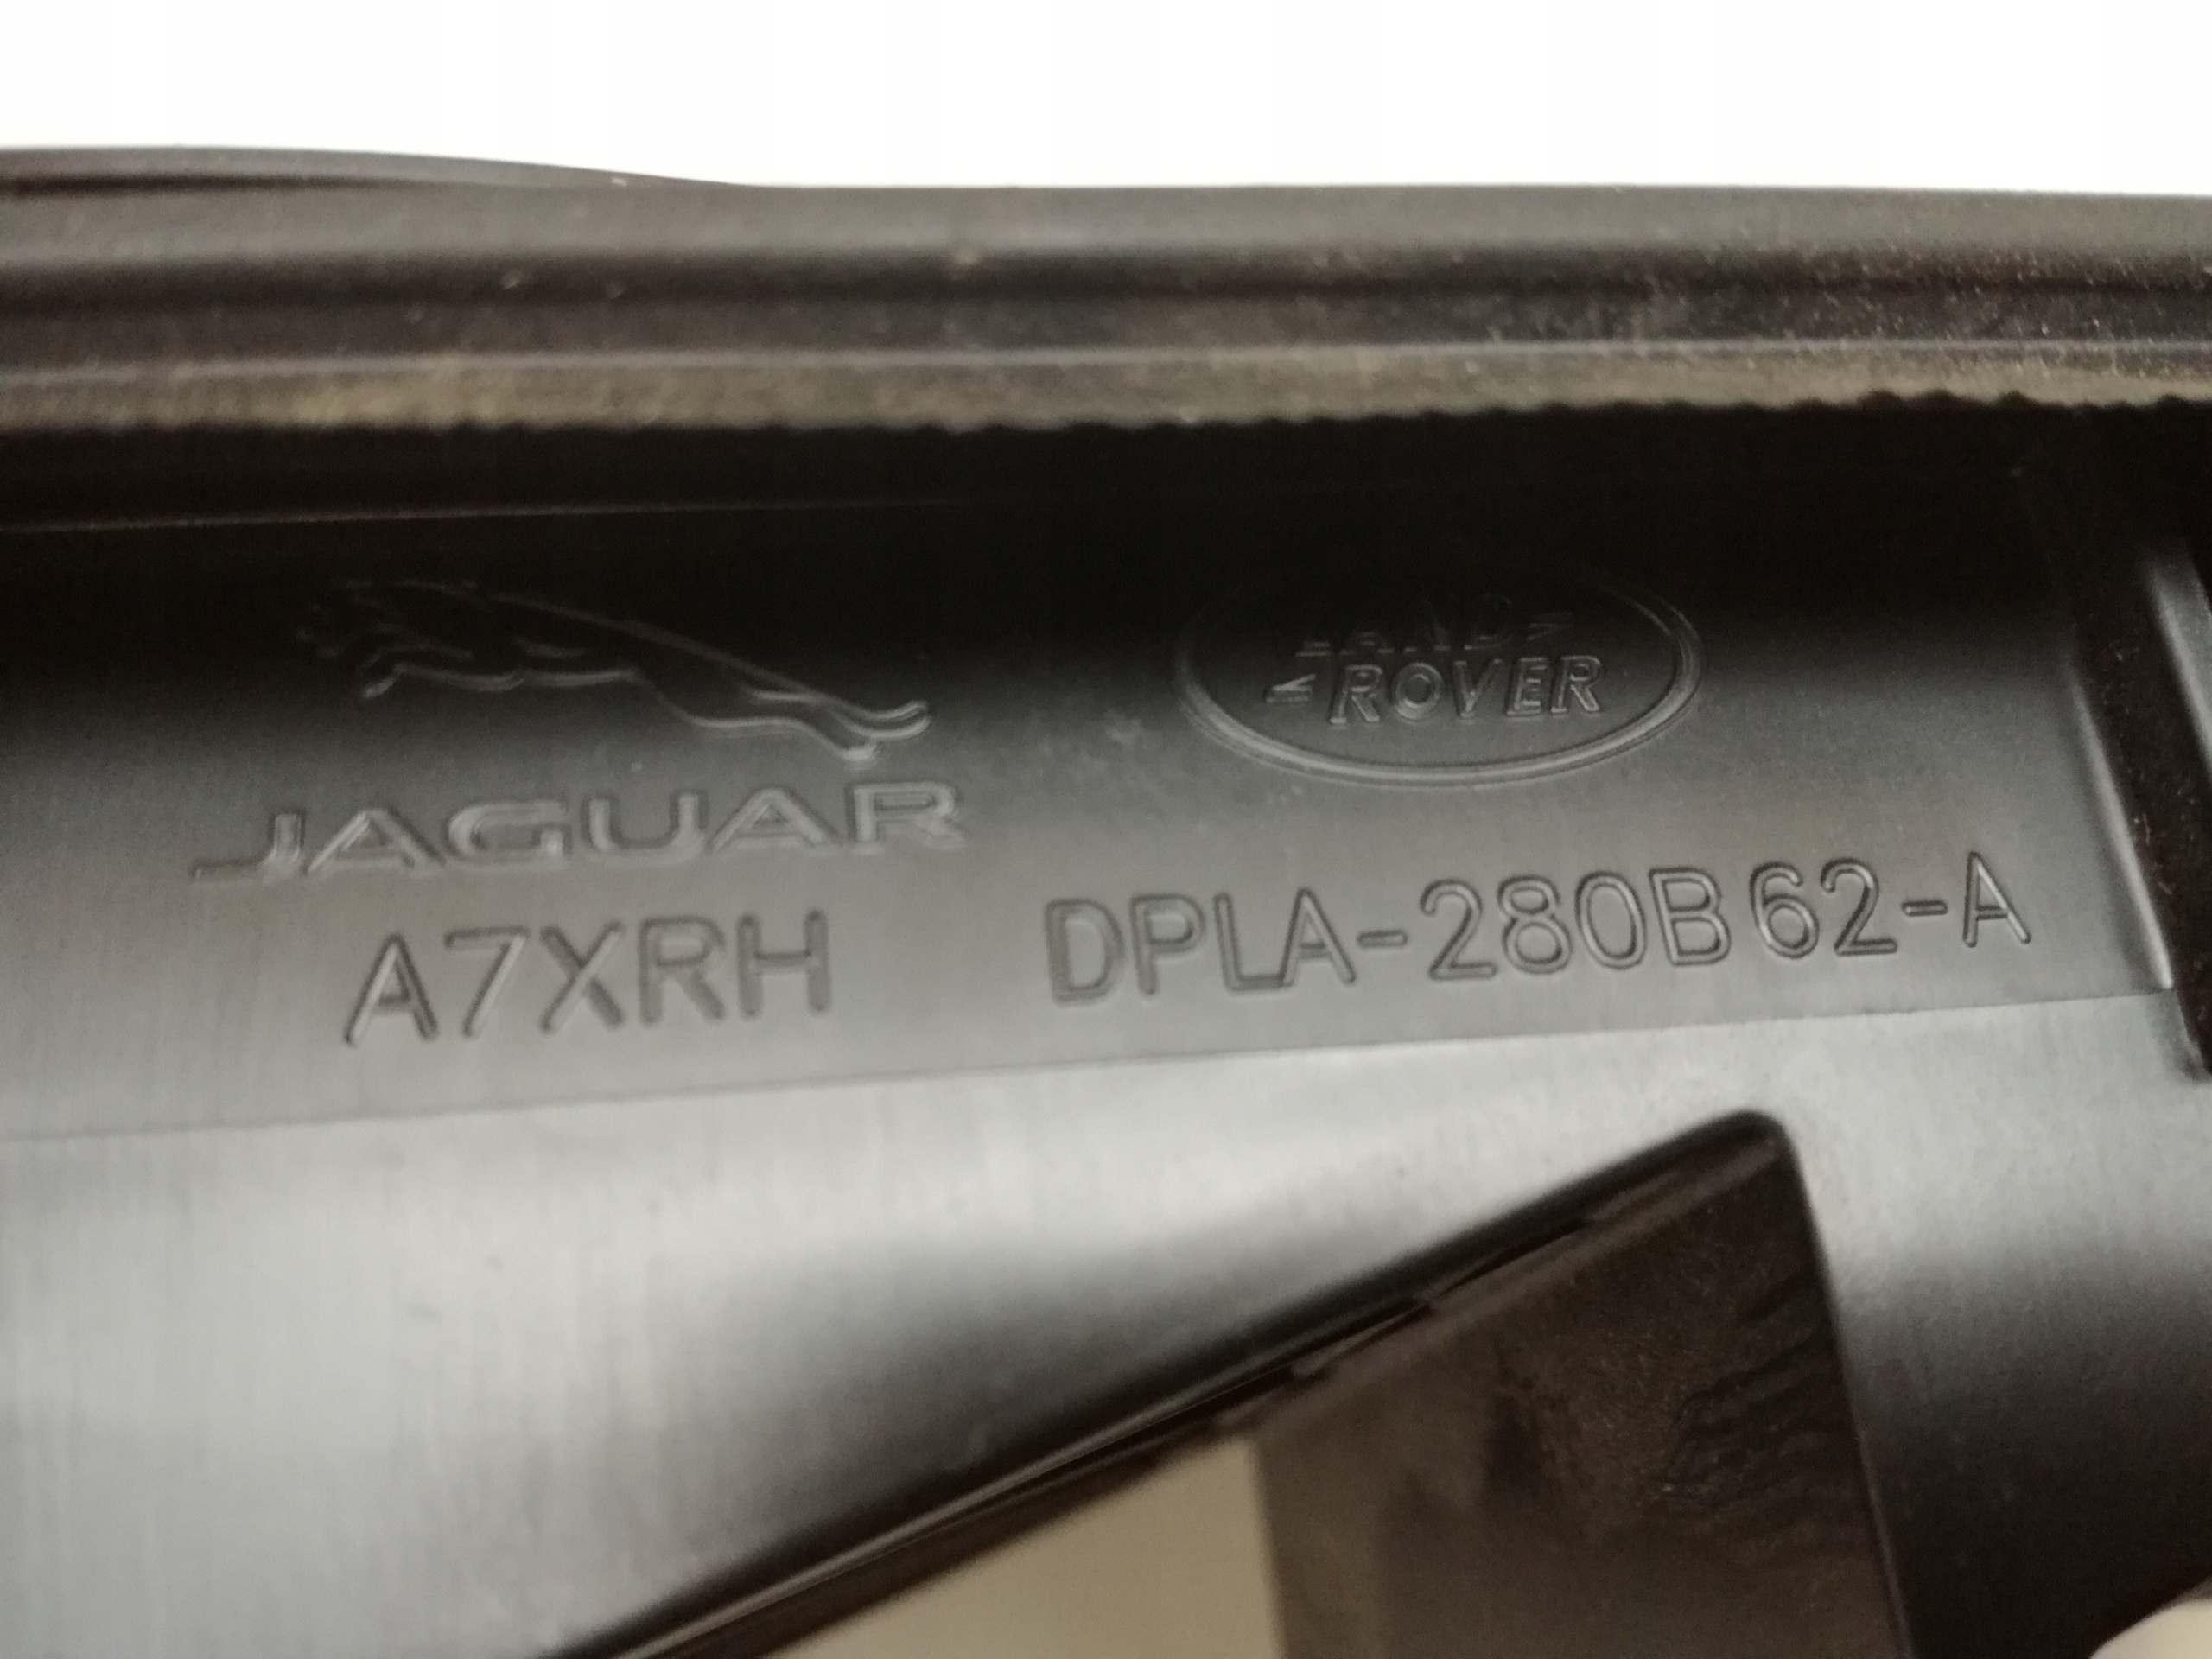 LAND
ROVER
JAGUAR
A7XRH DPLA-280B62-A